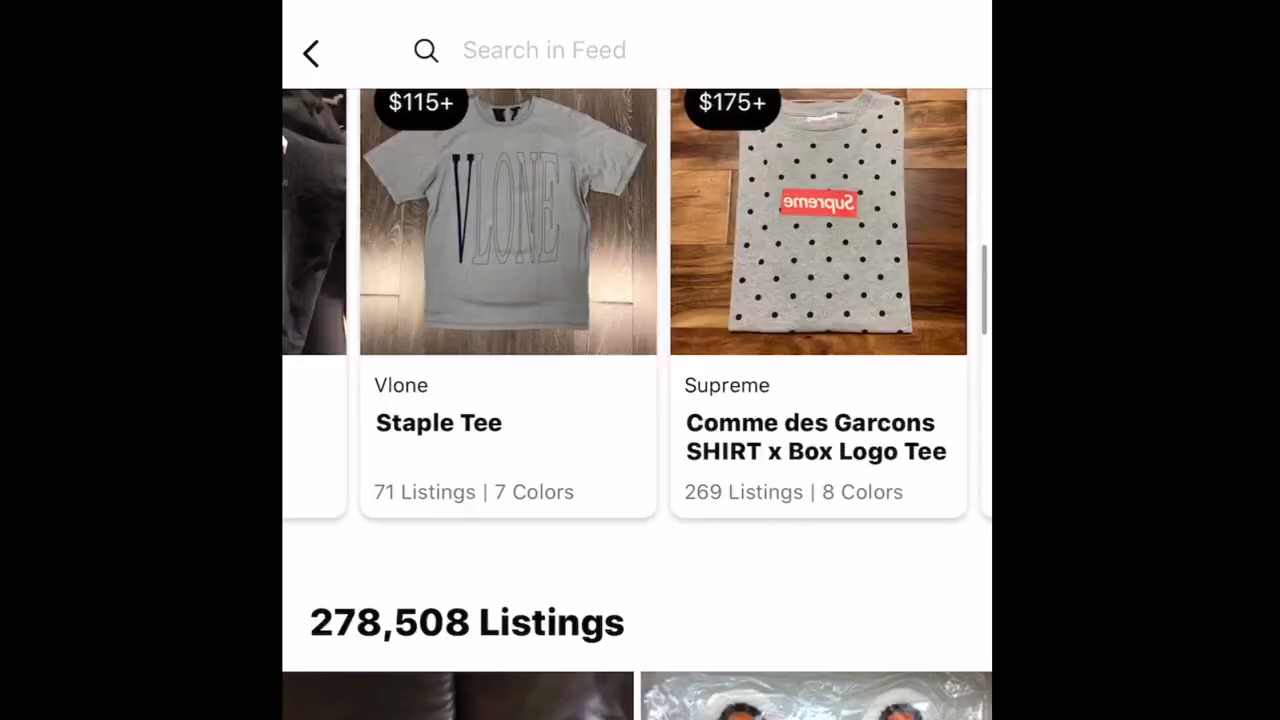 Search in Feed
$115+
$175+
VLONE
Supreme
Vlone
Supreme
Staple Tee
Comme des Garcons
SHIRT x Box Logo Tee
71 Listings | 7 Colors
269 Listings | 8 Colors
278,508 Listings